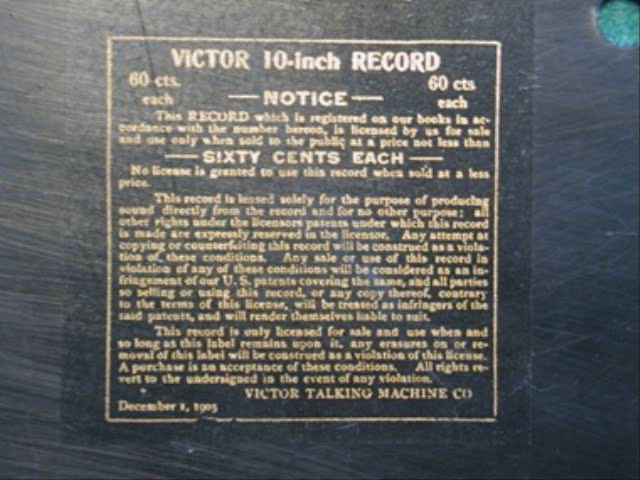 VICTOR 10-inch RECORD
60 cts. 60 cts
each — NOTICE — each
This RECORD which is registered on our books in ac-
cordance with the number hereon, is licensed by us for sale
and use only when sold to the public at a price not less than
— SIXTY CENTS EACH —
No license is granted to use this record when sold at a less
price.
This record is leased solely for the purpose of producing
sound directly from the record and for no other purpose; all
other rights under the licensors patents under which this record
is made are expressly reserved in the licensor. Any attempt at
copying or counterfeiting this record will be construed as a viola-
tion of these conditions. Any sale or use of this record in
violation of any of these conditions will be considered as an in-
fringement of our U. S. patents covering the same, and all parties
so selling or using this record, or any copy thereof, contrary
to the terms of this license, will be treated as infringers of the
said patents, and will render themselves liable to suit.
This record is only licensed for sale and use when and
so long as this label remains upon it, any erasures on or re-
moval of this label will be construed as a violation of this license.
A purchase is an acceptance of these conditions. All rights re-
vert to the undersigned in the event of any violation.
VICTOR TALKING MACHINE CO
December 1, 1905